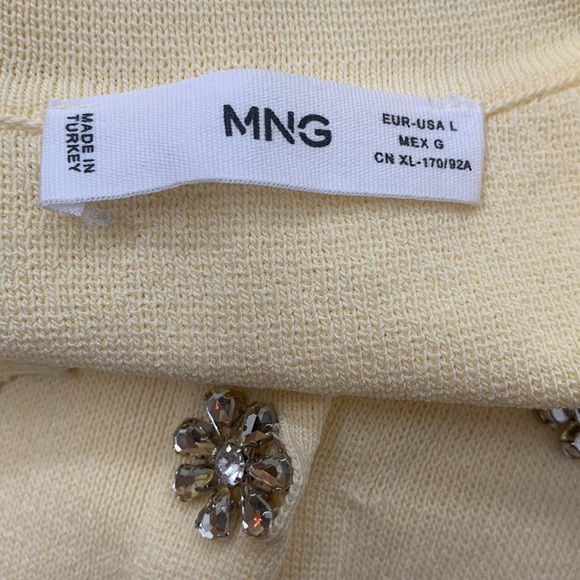 MADE IN
TURKEY
MNG
EUR-USA L
MEX G
CN XL-170/92A